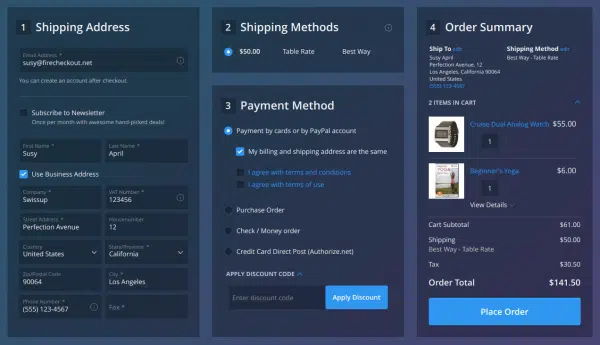 1 Shipping Address
Email Address *
susy@firecheckout.net
You can create an account after checkout.
Subscribe to Newsletter
Once per month with awesome hand-picked deals!
First Name *
Susy
Last Name *
April
Use Business Address
Company *
Swissup
VAT Number *
123456
Street Address *
Perfection Avenue
Housenumber
12
Country
United States
State/Province *
California
Zip/Postal Code
90064
City *
Los Angeles
Phone Number *
(555) 123-4567
Fax *
2 Shipping Methods
$50.00 Table Rate Best Way
3 Payment Method
Payment by cards or by PayPal account
My billing and shipping address are the same
I agree with terms and conditions
I agree with terms of use
Purchase Order
Check / Money order
Credit Card Direct Post (Authorize.net)
APPLY DISCOUNT CODE
Enter discount code
Apply Discount
4 Order Summary
Ship To edit
Susy April
Perfection Avenue, 12
Los Angeles, California 90064
United States
(555) 123-4567
Shipping Method edit
Best Way - Table Rate
2 ITEMS IN CART
Cruise Dual Analog Watch $55.00
1
Beginner's Yoga $6.00
1
View Details
Cart Subtotal $61.00
Shipping $50.00
Best Way - Table Rate
Tax $30.50
Order Total $141.50
Place Order